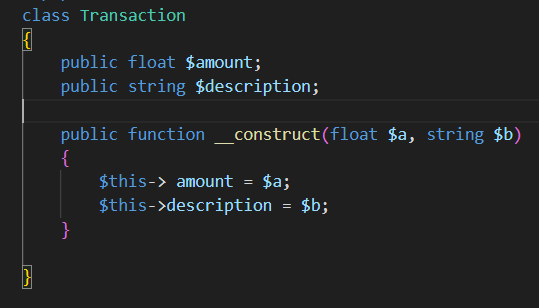 class Transaction
{
    public float $amount;
    public string $description;

    public function __construct(float $a, string $b)
    {
        $this-> amount = $a;
        $this->description = $b;
    }

}